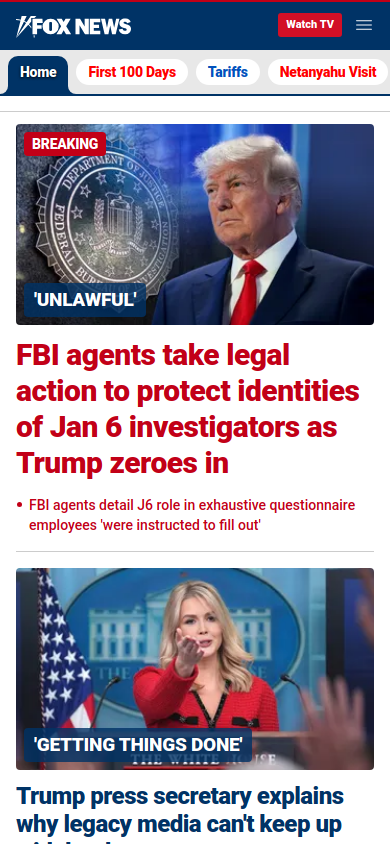 FOX NEWS
Watch TV
Home
First 100 Days
Tariffs
Netanyahu Visit
BREAKING
DEPARTMENT OF JUSTICE
FEDERAL BUREAU
'UNLAWFUL'
FBI agents take legal
action to protect identities
of Jan 6 investigators as
Trump zeroes in
• FBI agents detail J6 role in exhaustive questionnaire
employees 'were instructed to fill out'
THE
'GETTING THINGS DONE'
THE WHITE HOUSE
Trump press secretary explains
why legacy media can't keep up